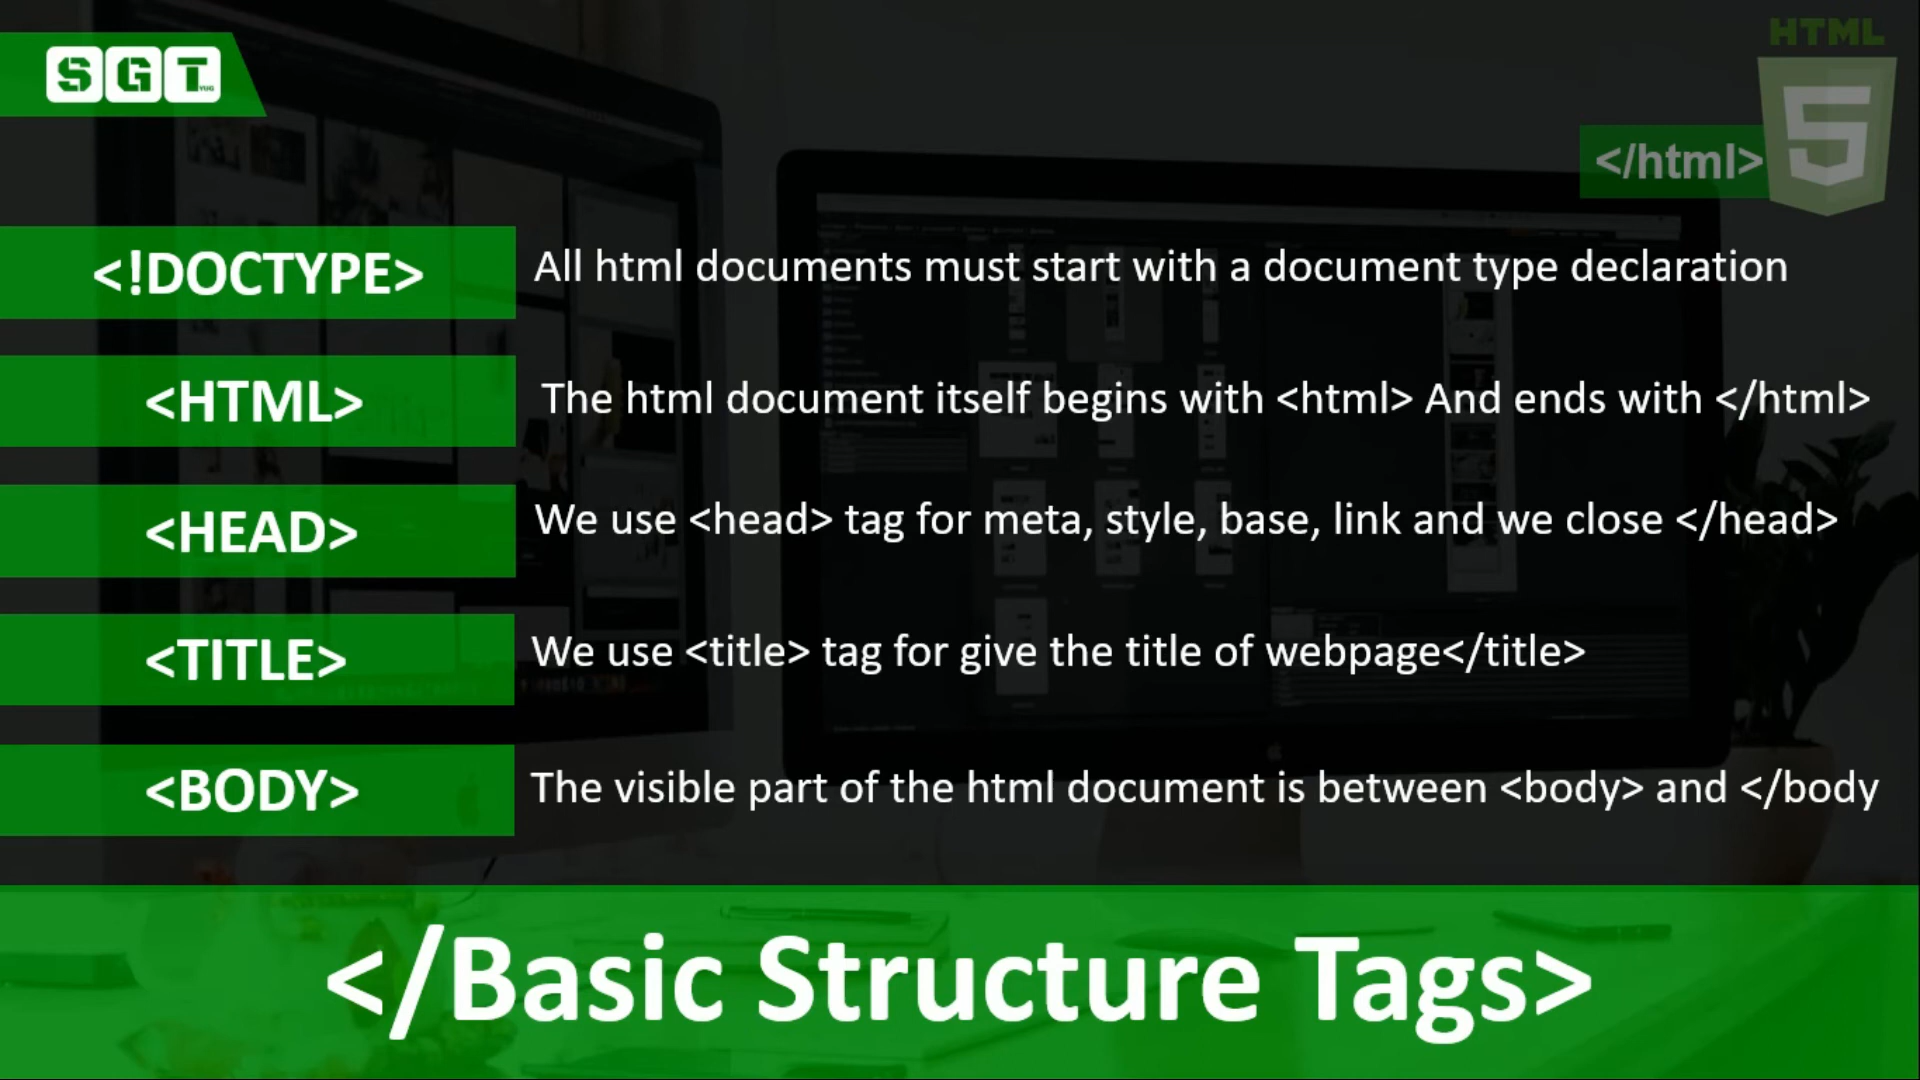 SGT
YUG
HTML
5
</html>
<!DOCTYPE> All html documents must start with a document type declaration
<HTML> The html document itself begins with <html> And ends with </html>
<HEAD> We use <head> tag for meta, style, base, link and we close </head>
<TITLE> We use <title> tag for give the title of webpage</title>
<BODY> The visible part of the html document is between <body> and </body
</Basic Structure Tags>